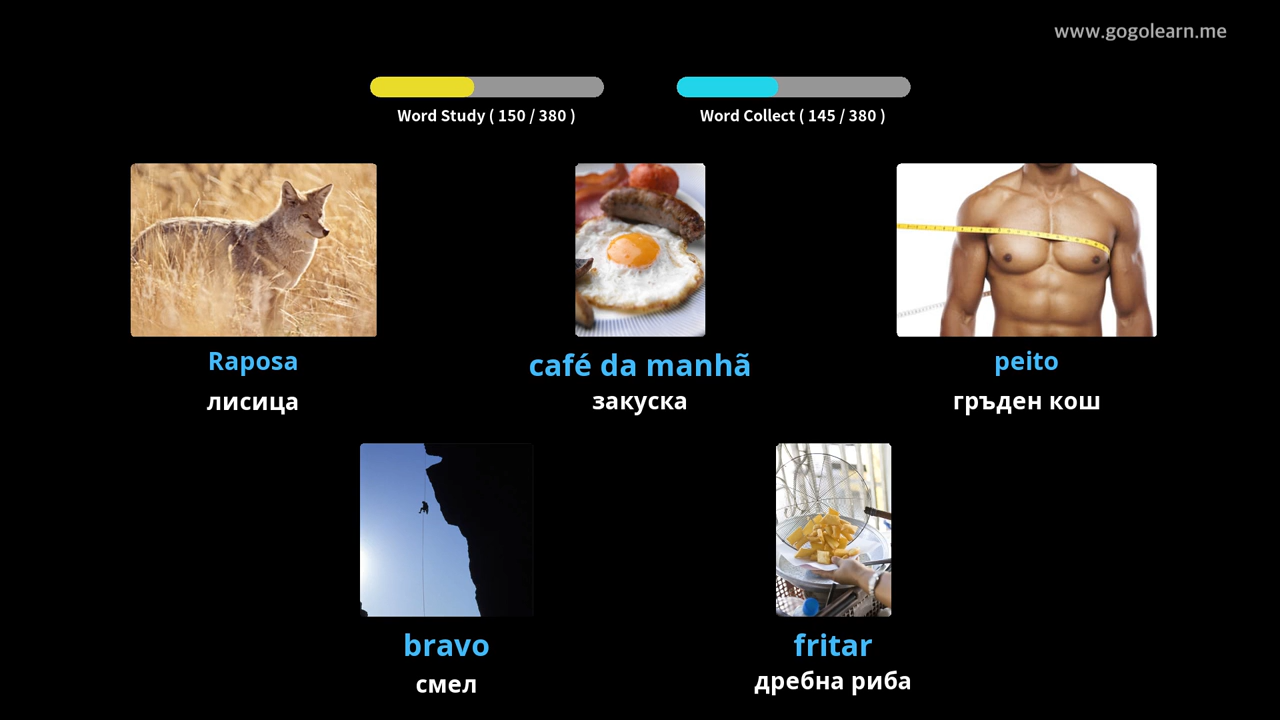 www.gogolearn.me
Word Study ( 150 / 380 )
Word Collect ( 145 / 380 )
Raposa
лисица
café da manhã
закуска
peito
гръден кош
bravo
смел
fritar
дребна риба